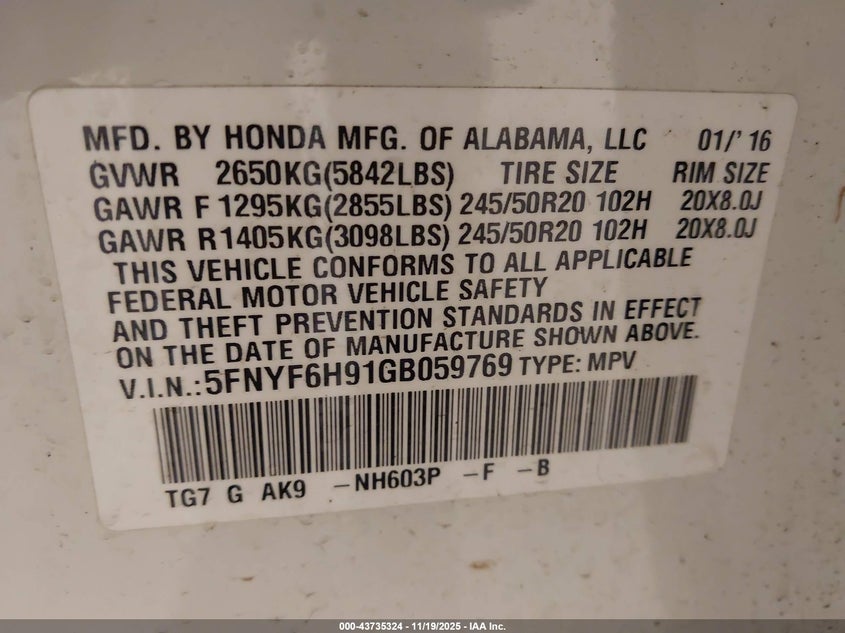 MFD. BY HONDA MFG. OF ALABAMA, LLC 01/' 16
GVWR 2650KG(5842LBS) TIRE SIZE RIM SIZE
GAWR F 1295KG(2855LBS) 245/50R20 102H 20X8.0J
GAWR R 1405KG(3098LBS) 245/50R20 102H 20X8.0J
THIS VEHICLE CONFORMS TO ALL APPLICABLE
FEDERAL MOTOR VEHICLE SAFETY
AND THEFT PREVENTION STANDARDS IN EFFECT
ON THE DATE OF MANUFACTURE SHOWN ABOVE.
V.I.N.:5FNYF6H91GB059769 TYPE: MPV
TG7 G AK9 -NH603P -F -B
000-43735324 - 11/19/2025 - IAA Inc.